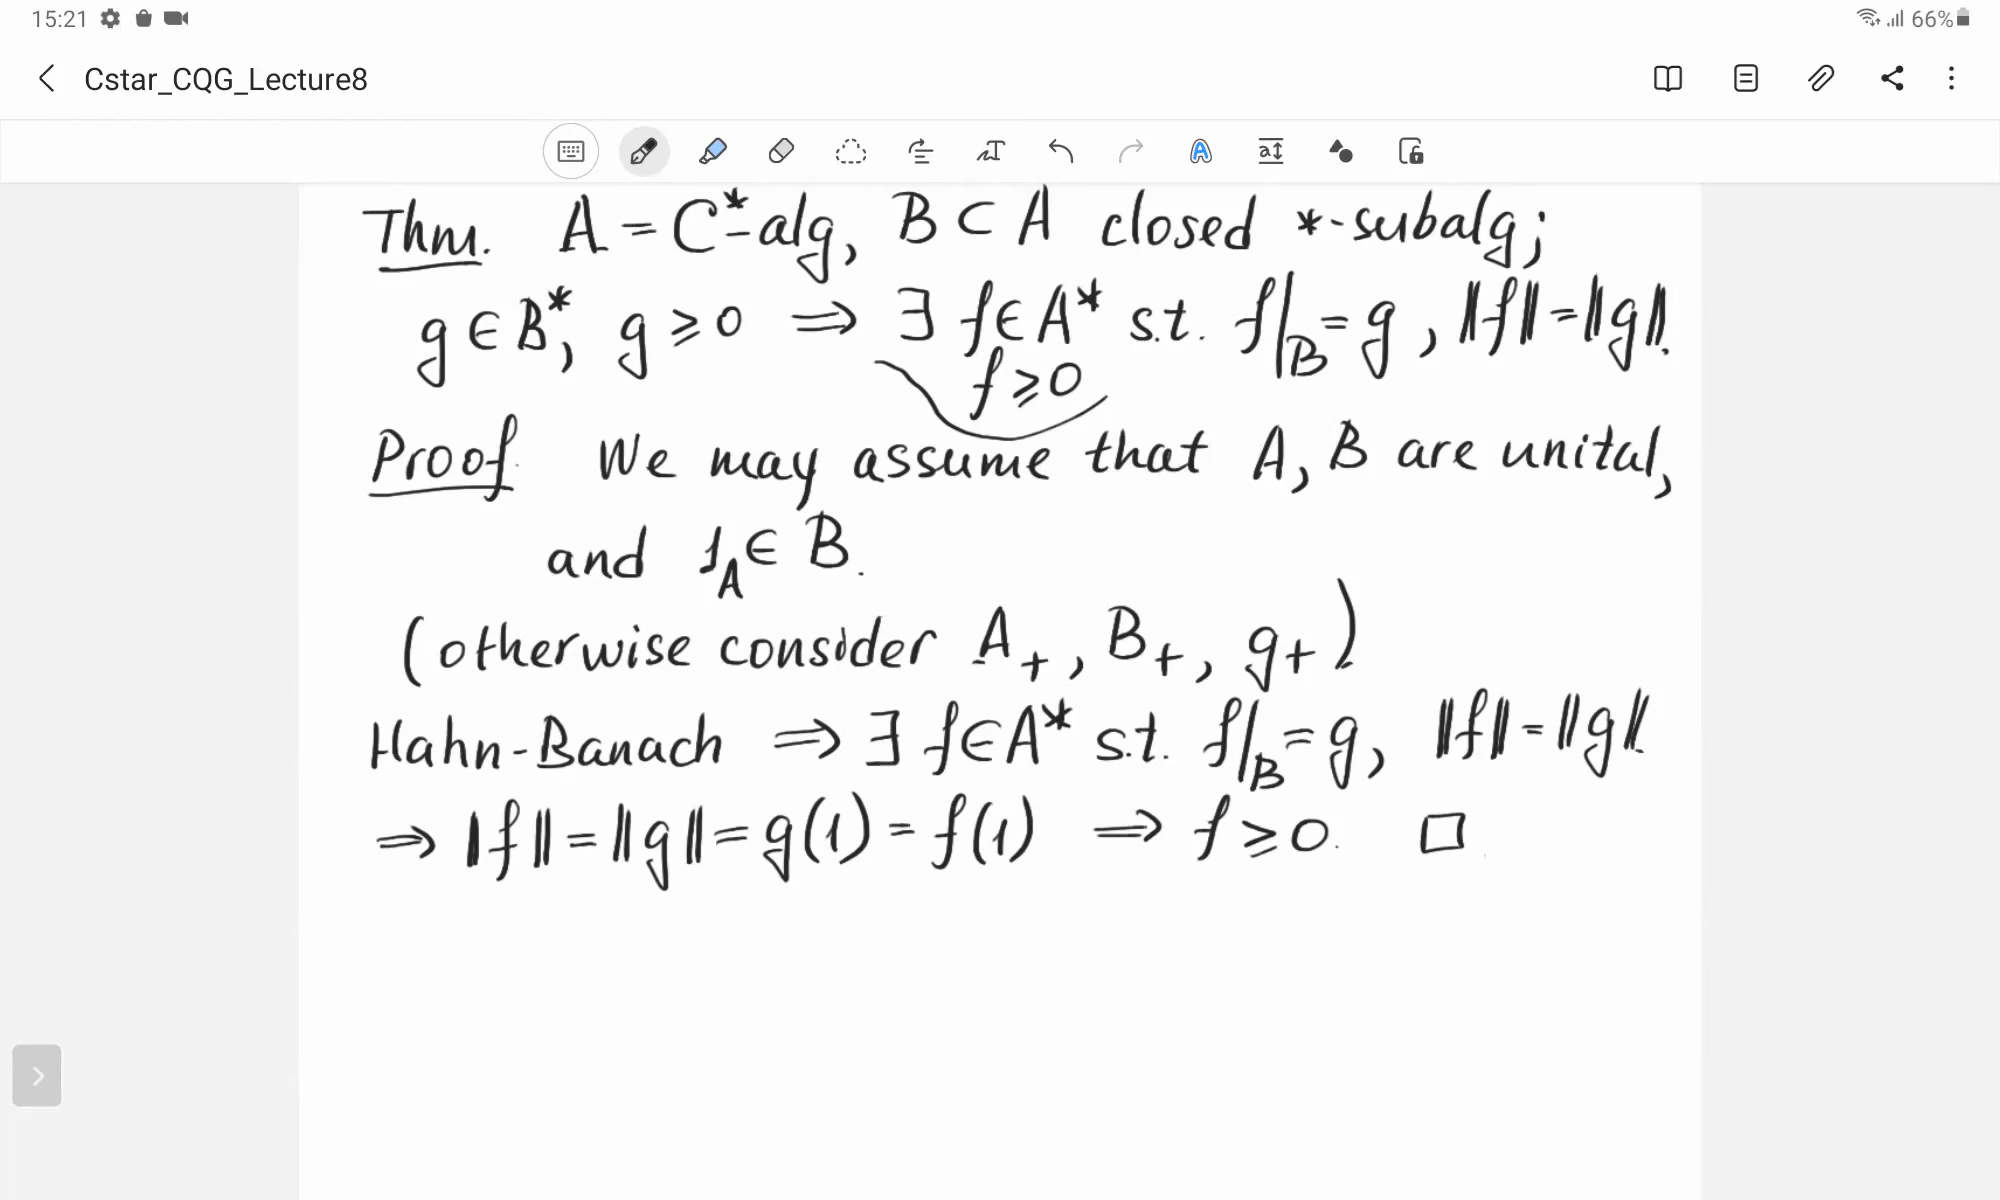 15:21 66%
Cstar_CQG_Lecture8
Thm. A = C*-alg, B ⊂ A closed *-subalg;
g ∈ B*, g ⩾ 0 ⟹ ∃ f ∈ A* s.t. f|_B = g, ‖f‖ = ‖g‖.
f ⩾ 0
Proof. We may assume that A, B are unital,
and 1_A ∈ B.
(otherwise consider A_+, B_+, g_+)
Hahn-Banach ⟹ ∃ f ∈ A* s.t. f|_B = g, ‖f‖ = ‖g‖.
⟹ ‖f‖ = ‖g‖ = g(1) = f(1) ⟹ f ⩾ 0. □